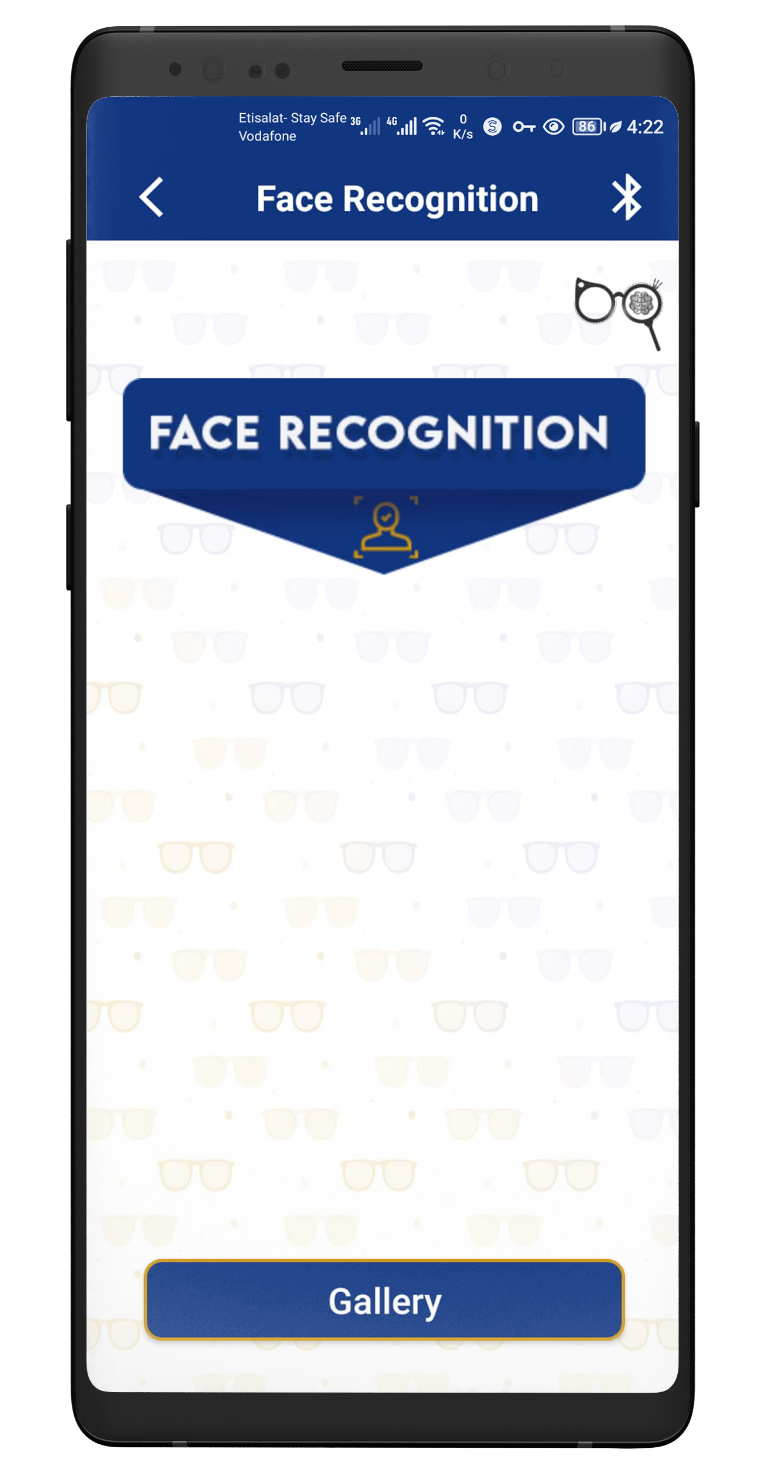 Etisalat- Stay Safe 3G 4G 0 K/s S 86 4:22
Vodafone
Face Recognition
FACE RECOGNITION
Gallery